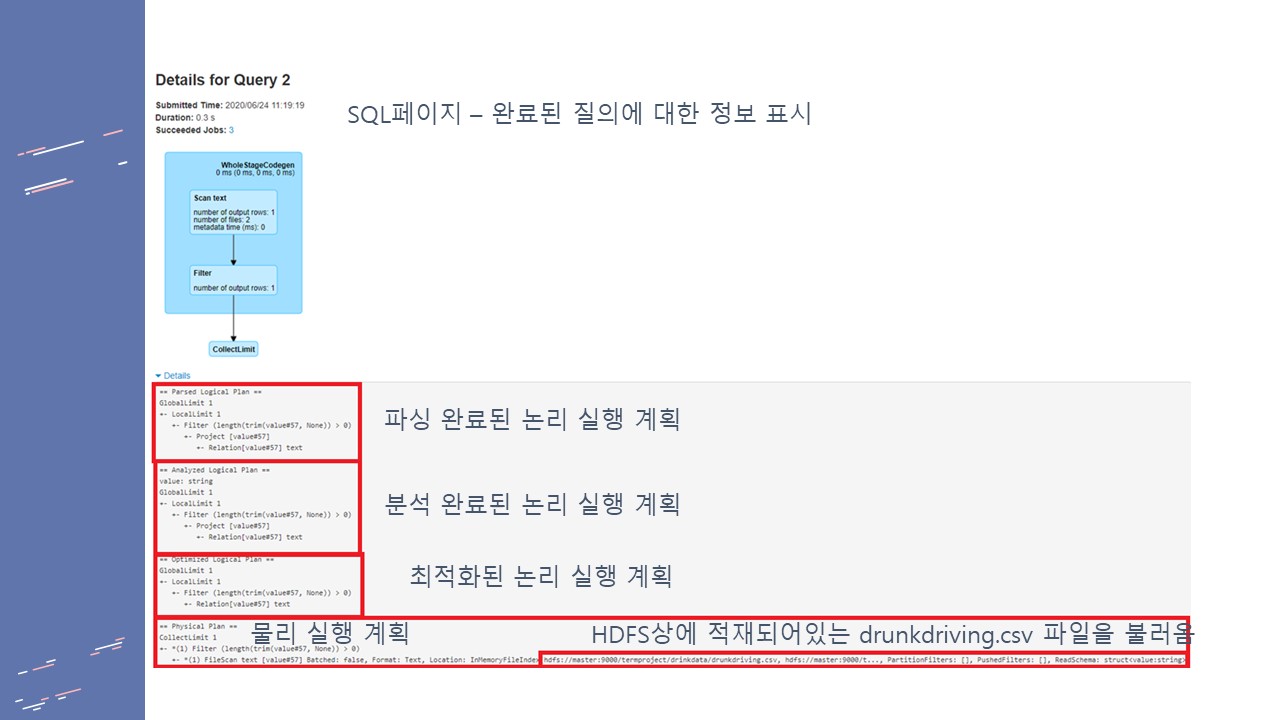 Details for Query 2
Submitted Time: 2020/06/24 11:19:19
Duration: 0.3 s
Succeeded Jobs: 3
SQL페이지 – 완료된 질의에 대한 정보 표시
WholeStageCodegen
0 ms (0 ms, 0 ms, 0 ms)
Scan text
number of output rows: 1
number of files: 2
metadata time (ms): 0
Filter
number of output rows: 1
CollectLimit
Details
== Parsed Logical Plan ==
GlobalLimit 1
+- LocalLimit 1
+- Filter (length(trim(value#57, None)) > 0)
+- Project [value#57]
+- Relation[value#57] text
파싱 완료된 논리 실행 계획
== Analyzed Logical Plan ==
value: string
GlobalLimit 1
+- LocalLimit 1
+- Filter (length(trim(value#57, None)) > 0)
+- Project [value#57]
+- Relation[value#57] text
분석 완료된 논리 실행 계획
== Optimized Logical Plan ==
GlobalLimit 1
+- LocalLimit 1
+- Filter (length(trim(value#57, None)) > 0)
+- Relation[value#57] text
최적화된 논리 실행 계획
== Physical Plan ==
물리 실행 계획
HDFS상에 적재되어있는 drunkdriving.csv 파일을 불러옴
CollectLimit 1
+- *(1) Filter (length(trim(value#57, None)) > 0)
+- *(1) FileScan text [value#57] Batched: false, Format: Text, Location: InMemoryFileIndex hdfs://master:9000/termproject/drinkdata/drunkdriving.csv, hdfs://master:9000/t..., PartitionFilters: [], PushedFilters: [], ReadSchema: struct<value:string>